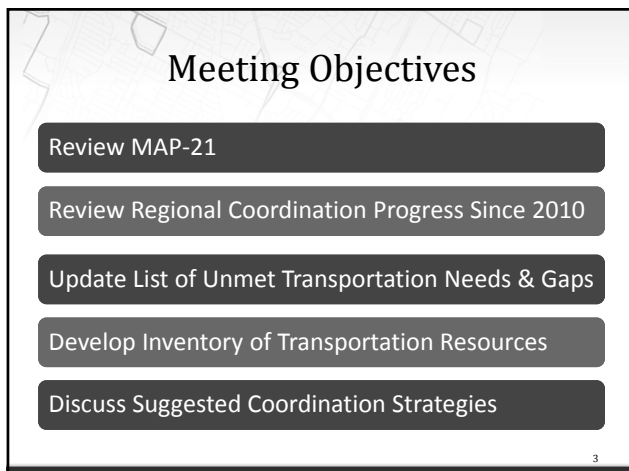 Meeting Objectives
Review MAP-21
Review Regional Coordination Progress Since 2010
Update List of Unmet Transportation Needs & Gaps
Develop Inventory of Transportation Resources
Discuss Suggested Coordination Strategies
3